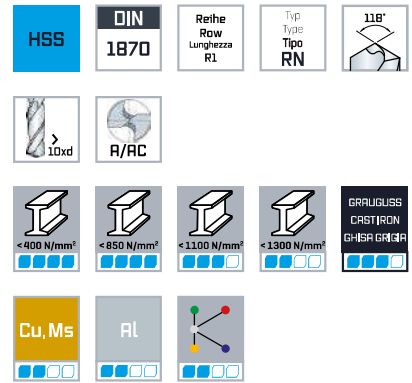 HSS
DIN
1870
Reihe
Row
Lunghezza
R1
Typ
Type
Tipo
RN
118°
>
10xd
A/AC
<400 N/mm²
<850 N/mm²
<1100 N/mm²
<1300 N/mm²
GRAUGUSS
CAST IRON
GHISA GRIGIA
Cu, Ms
Al